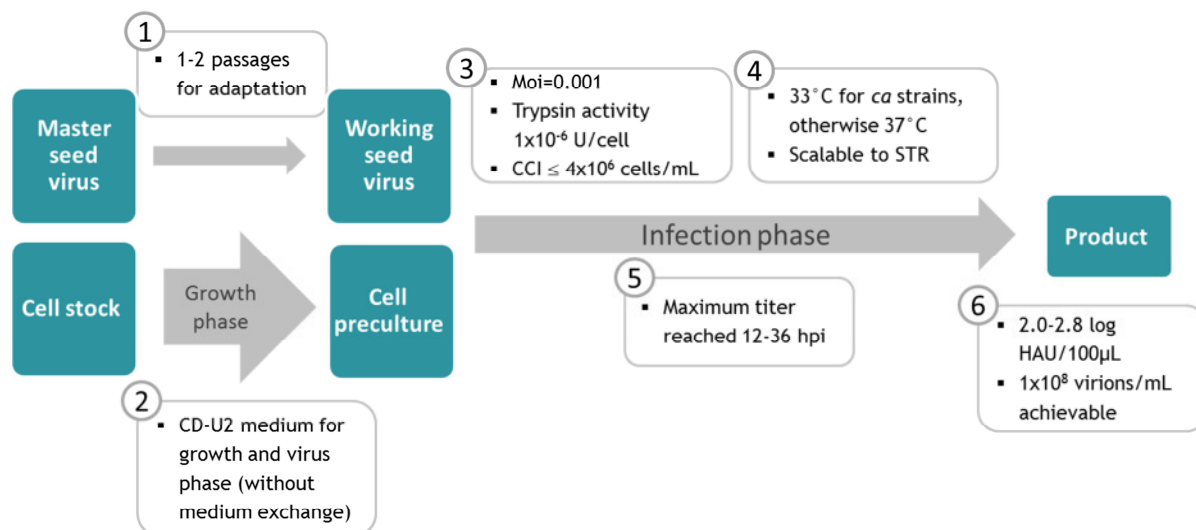 1
▪ 1-2 passages
for adaptation
Master
seed
virus
Working
seed
virus
3
▪ Moi=0.001
▪ Trypsin activity
1x10⁻⁶ U/cell
▪ CCI ≤ 4x10⁶ cells/mL
4
▪ 33°C for ca strains,
otherwise 37°C
▪ Scalable to STR
Infection phase
Product
Cell stock
Growth
phase
Cell
preculture
5
▪ Maximum titer
reached 12-36 hpi
6
▪ 2.0-2.8 log
HAU/100µL
▪ 1x10⁸ virions/mL
achievable
2
▪ CD-U2 medium for
growth and virus
phase (without
medium exchange)